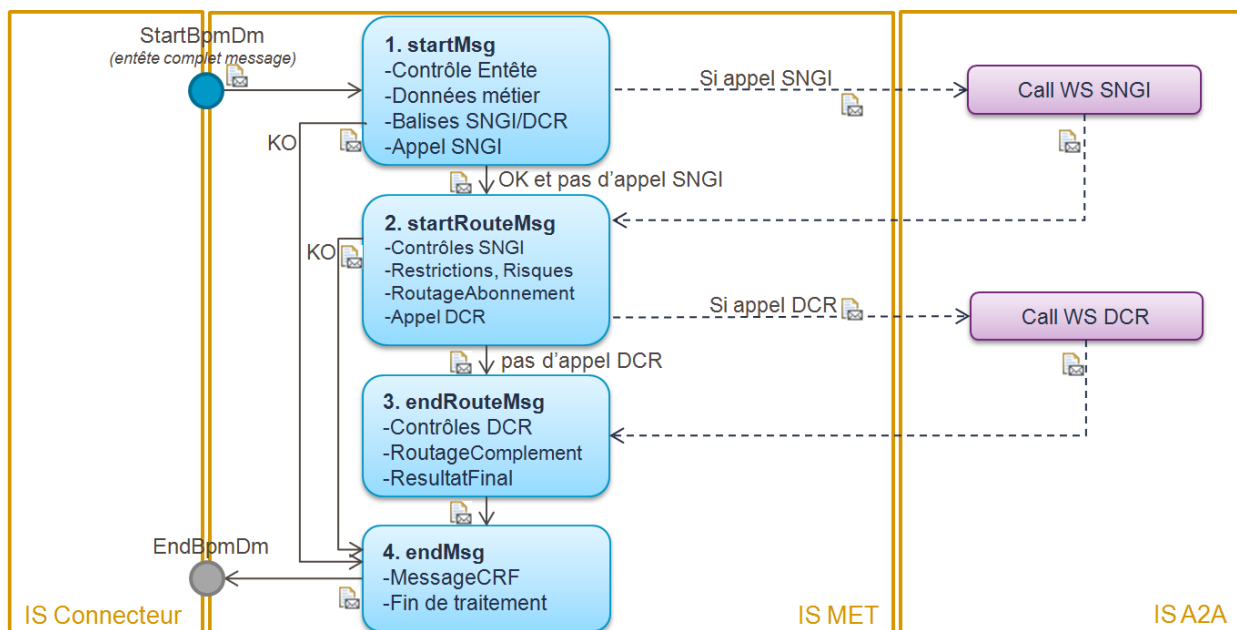 StartBpmDm
(entête complet message)
1. startMsg
-Contrôle Entête
-Données métier
-Balises SNGI/DCR
-Appel SNGI
Si appel SNGI
Call WS SNGI
KO
OK et pas d'appel SNGI
2. startRouteMsg
-Contrôles SNGI
-Restrictions, Risques
-RoutageAbonnement
-Appel DCR
KO
Si appel DCR
Call WS DCR
pas d'appel DCR
3. endRouteMsg
-Contrôles DCR
-RoutageComplement
-ResultatFinal
EndBpmDm
4. endMsg
-MessageCRF
-Fin de traitement
IS Connecteur
IS MET
IS A2A